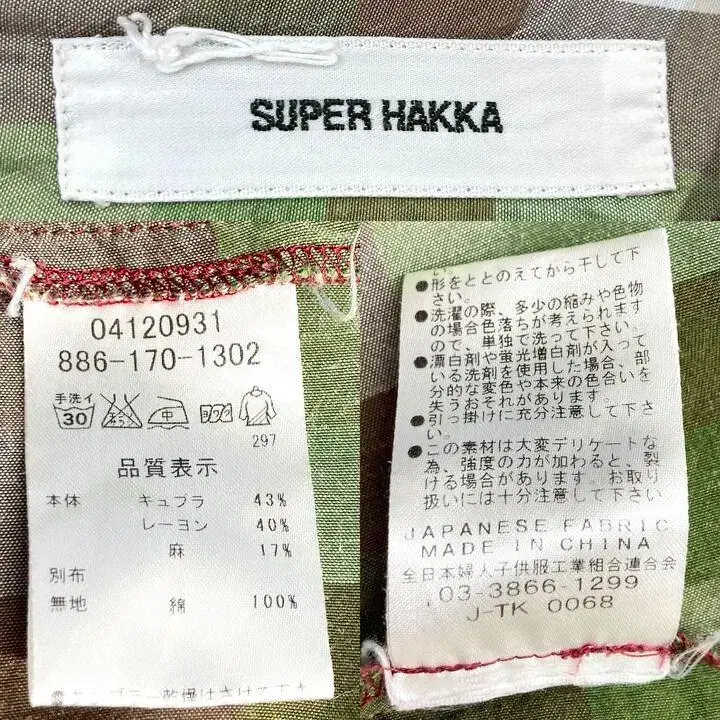 SUPER HAKKA
04120931
886-170-1302
手洗イ
30
中
ヨワク
297
品質表示
本体 キュプラ 43%
レーヨン 40%
麻 17%
別布
無地 綿 100%
い。
●形をととのえてから干して下
さい。
●洗濯の際、多少の縮みや色物
の場合色落ちが考えられます
ので、単独で洗って下さい。
●漂白剤や蛍光増白剤が入って
いる洗剤を使用した場合、部
分的な変色や本来の色合いを
失うおそれがあります。
●引っ掛けに充分注意して下さ
い。
●この素材は大変デリケートな
為、強度の力が加わると、裂
ける場合があります。お取り
扱いには十分注意して下さい
JAPANESE FABRIC
MADE IN CHINA
全日本婦人子供服工業組合連合会
03-3866-1299
J-TK 0068